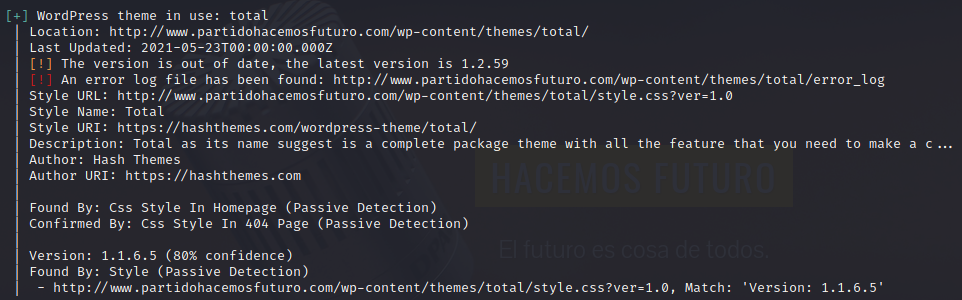 [+] WordPress theme in use: total
| Location: http://www.partidohacemosfuturo.com/wp-content/themes/total/
| Last Updated: 2021-05-23T00:00:00.000Z
| [!] The version is out of date, the latest version is 1.2.59
| [!] An error log file has been found: http://www.partidohacemosfuturo.com/wp-content/themes/total/error_log
| Style URL: http://www.partidohacemosfuturo.com/wp-content/themes/total/style.css?ver=1.0
| Style Name: Total
| Style URI: https://hashthemes.com/wordpress-theme/total/
| Description: Total as its name suggest is a complete package theme with all the feature that you need to make a c...
| Author: Hash Themes
| Author URI: https://hashthemes.com
|
HACEMOS FUTURO
| Found By: Css Style In Homepage (Passive Detection)
| Confirmed By: Css Style In 404 Page (Passive Detection)
|
El futuro es cosa de todos.
| Version: 1.1.6.5 (80% confidence)
| Found By: Style (Passive Detection)
|  - http://www.partidohacemosfuturo.com/wp-content/themes/total/style.css?ver=1.0, Match: 'Version: 1.1.6.5'